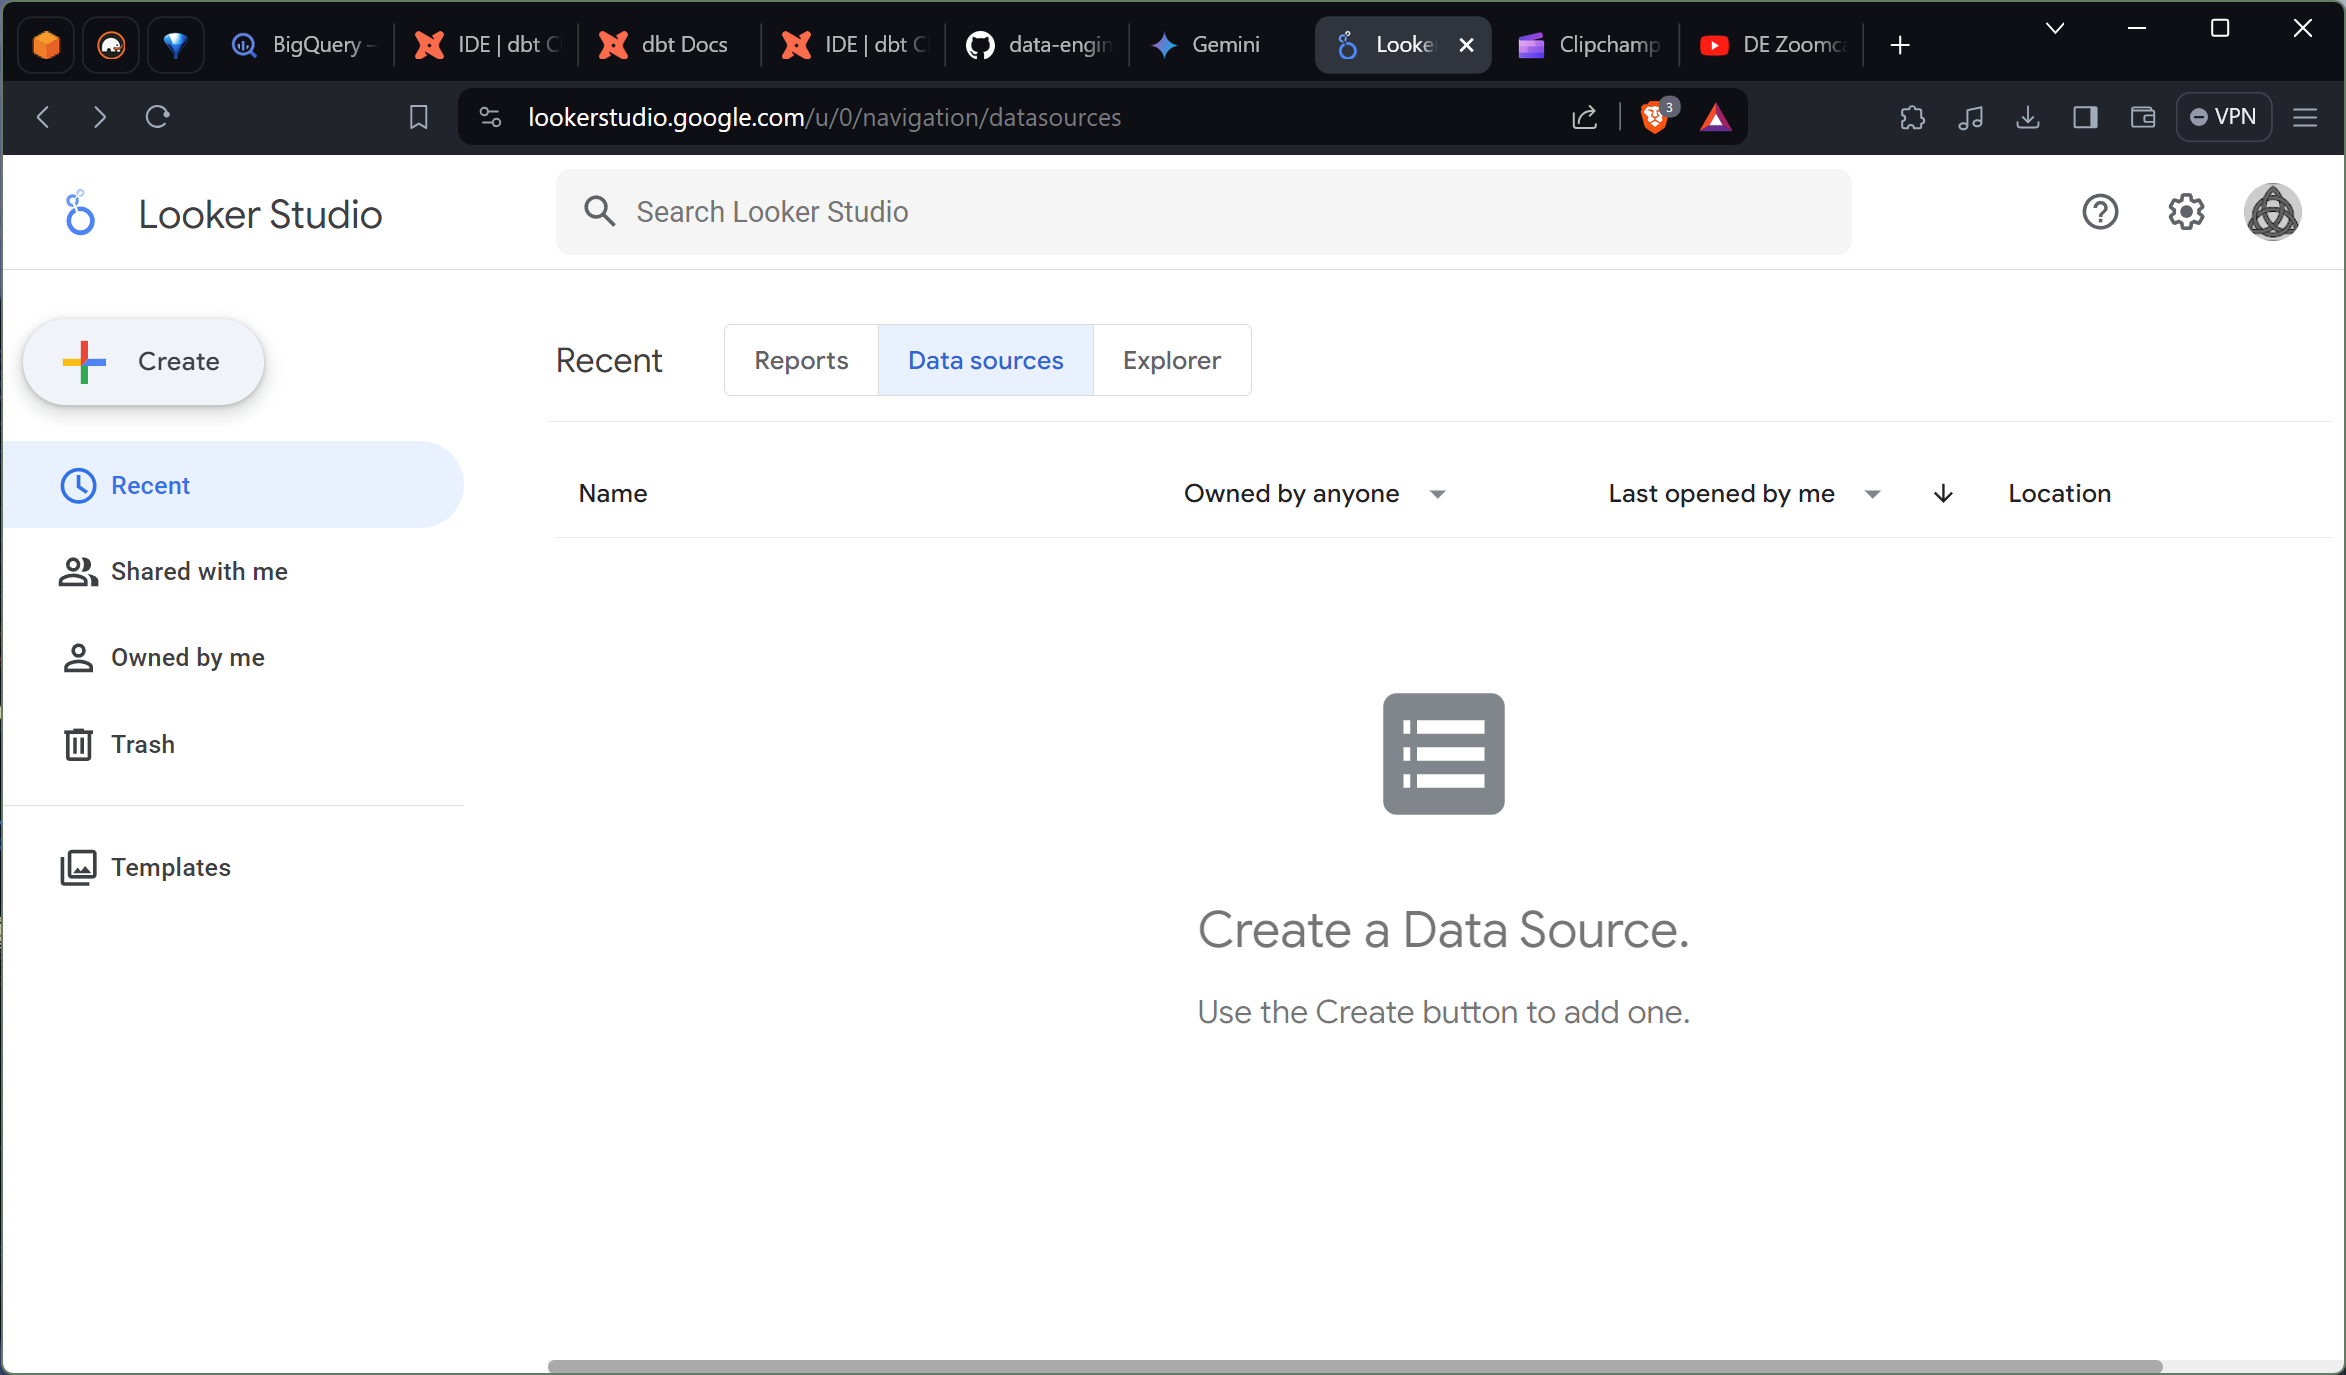 BigQuery -
IDE | dbt C
dbt Docs
IDE | dbt C
data-engin
Gemini
Looke
Clipchamp
DE Zoomca
lookerstudio.google.com/u/0/navigation/datasources
3
VPN
Looker Studio
Search Looker Studio
Create
Recent
Shared with me
Owned by me
Trash
Templates
Recent
Reports
Data sources
Explorer
Name
Owned by anyone
Last opened by me
Location
Create a Data Source.
Use the Create button to add one.